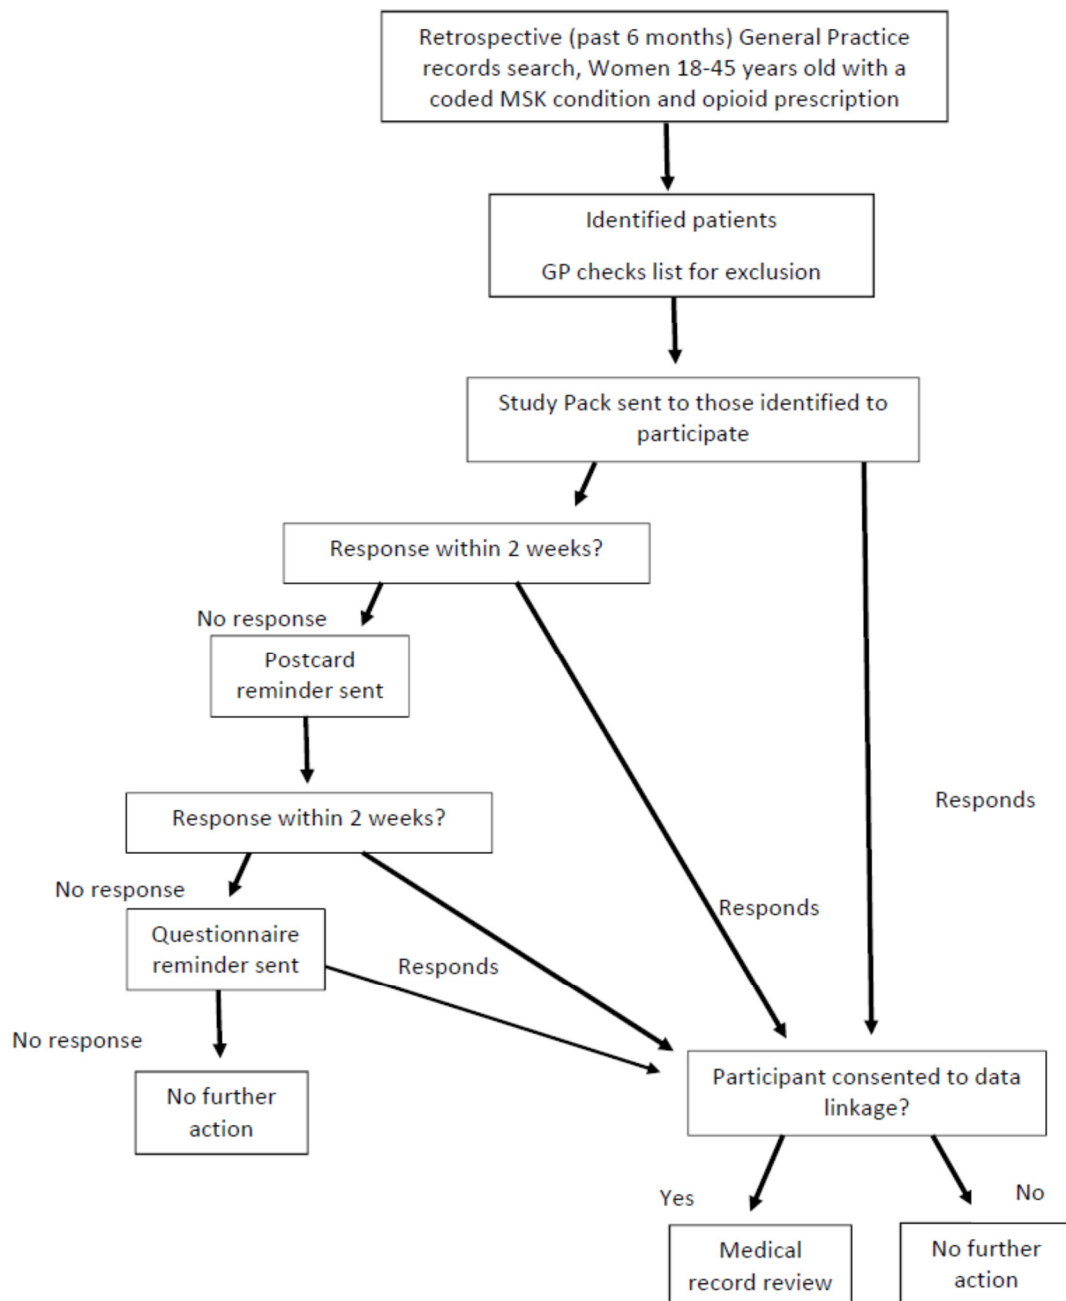 Retrospective (past 6 months) General Practice
records search, Women 18-45 years old with a
coded MSK condition and opioid prescription
Identified patients
GP checks list for exclusion
Study Pack sent to those identified to
participate
Response within 2 weeks?
No response
Postcard
reminder sent
Response within 2 weeks?
Responds
No response
Responds
Questionnaire
reminder sent
Responds
No response
No further
action
Participant consented to data
linkage?
Yes
No
Medical
record review
No further
action